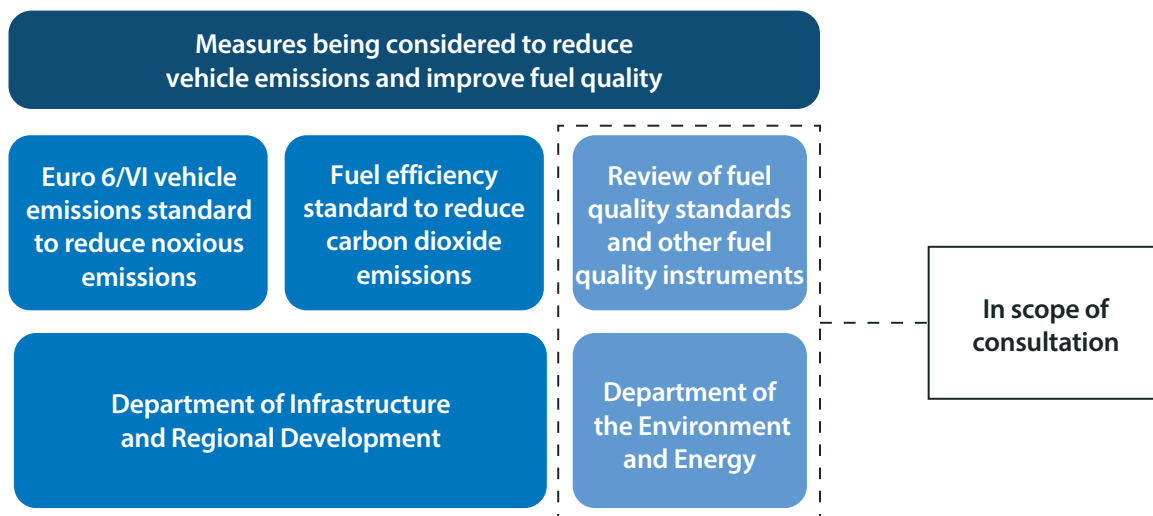 Measures being considered to reduce
vehicle emissions and improve fuel quality
Euro 6/VI vehicle
emissions standard
to reduce noxious
emissions
Fuel efficiency
standard to reduce
carbon dioxide
emissions
Review of fuel
quality standards
and other fuel
quality instruments
Department of Infrastructure
and Regional Development
Department of
the Environment
and Energy
In scope of
consultation